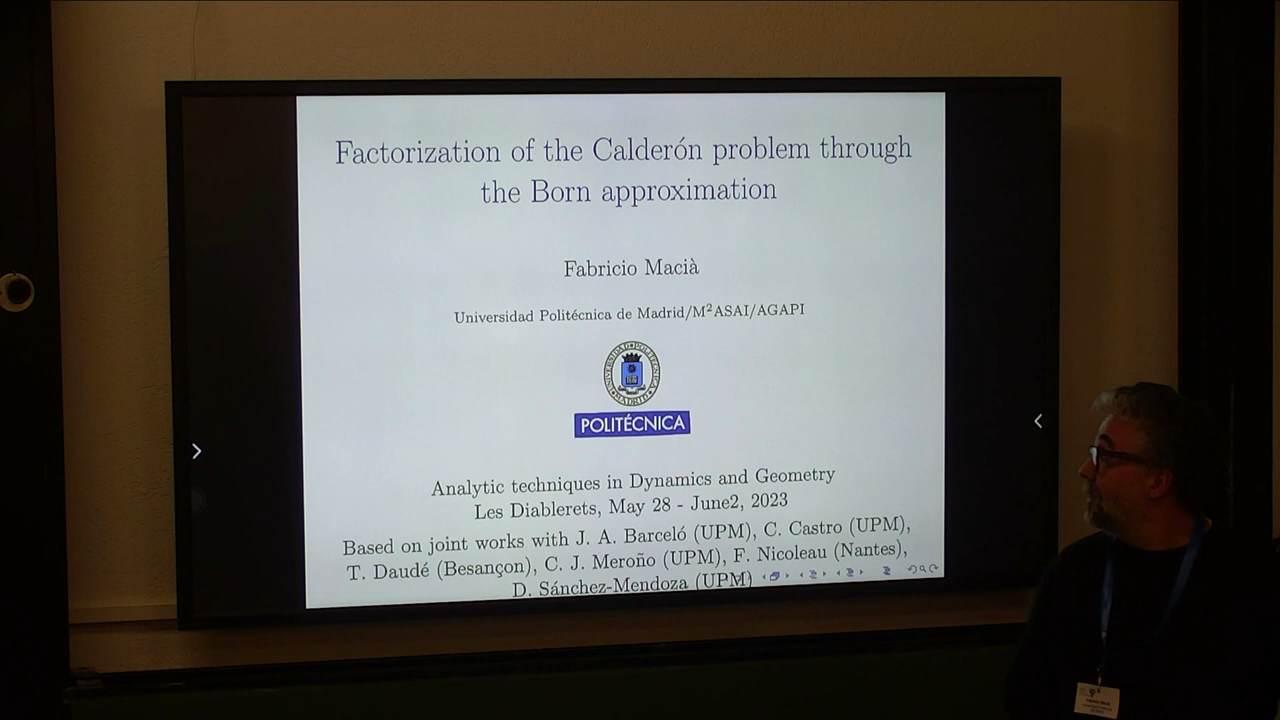 Factorization of the Calderón problem through
the Born approximation
Fabricio Macià
Universidad Politécnica de Madrid/M²ASAI/AGAPI
POLITÉCNICA
Analytic techniques in Dynamics and Geometry
Les Diablerets, May 28 - June2, 2023
Based on joint works with J. A. Barceló (UPM), C. Castro (UPM),
T. Daudé (Besançon), C. J. Meroño (UPM), F. Nicoleau (Nantes),
D. Sánchez-Mendoza (UPM)